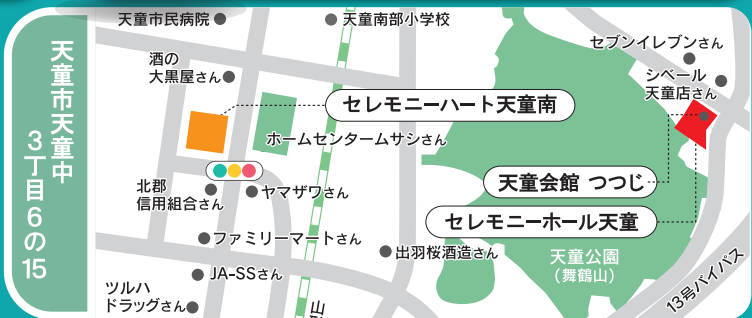 天童市天童中
3丁目6の15
天童市民病院
天童南部小学校
酒の
大黒屋さん
セブンイレブンさん
シベール
天童店さん
セレモニーハート天童南
ホームセンタームサシさん
天童会館 つつじ
セレモニーホール天童
北郡
信用組合さん
ヤマザワさん
ファミリーマートさん
出羽桜酒造さん
天童公園
(舞鶴山)
JA-SSさん
ツルハ
ドラッグさん
13号バイパス